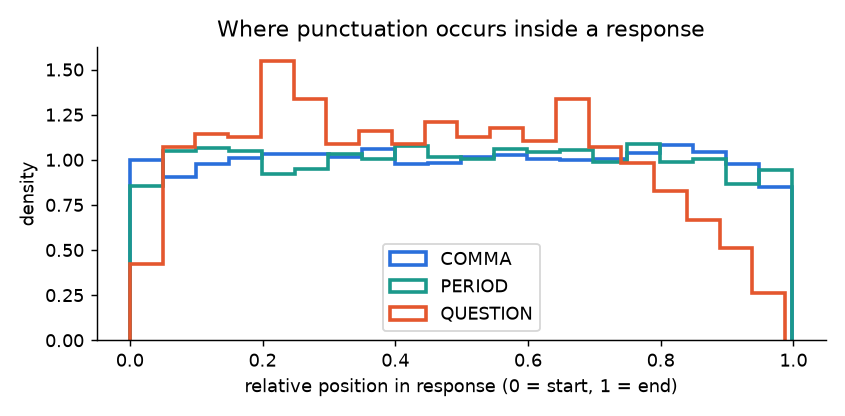 Where punctuation occurs inside a response
1.50
1.25
1.00
0.75
0.50
0.25
0.00
density
COMMA
PERIOD
QUESTION
0.0 0.2 0.4 0.6 0.8 1.0
relative position in response (0 = start, 1 = end)